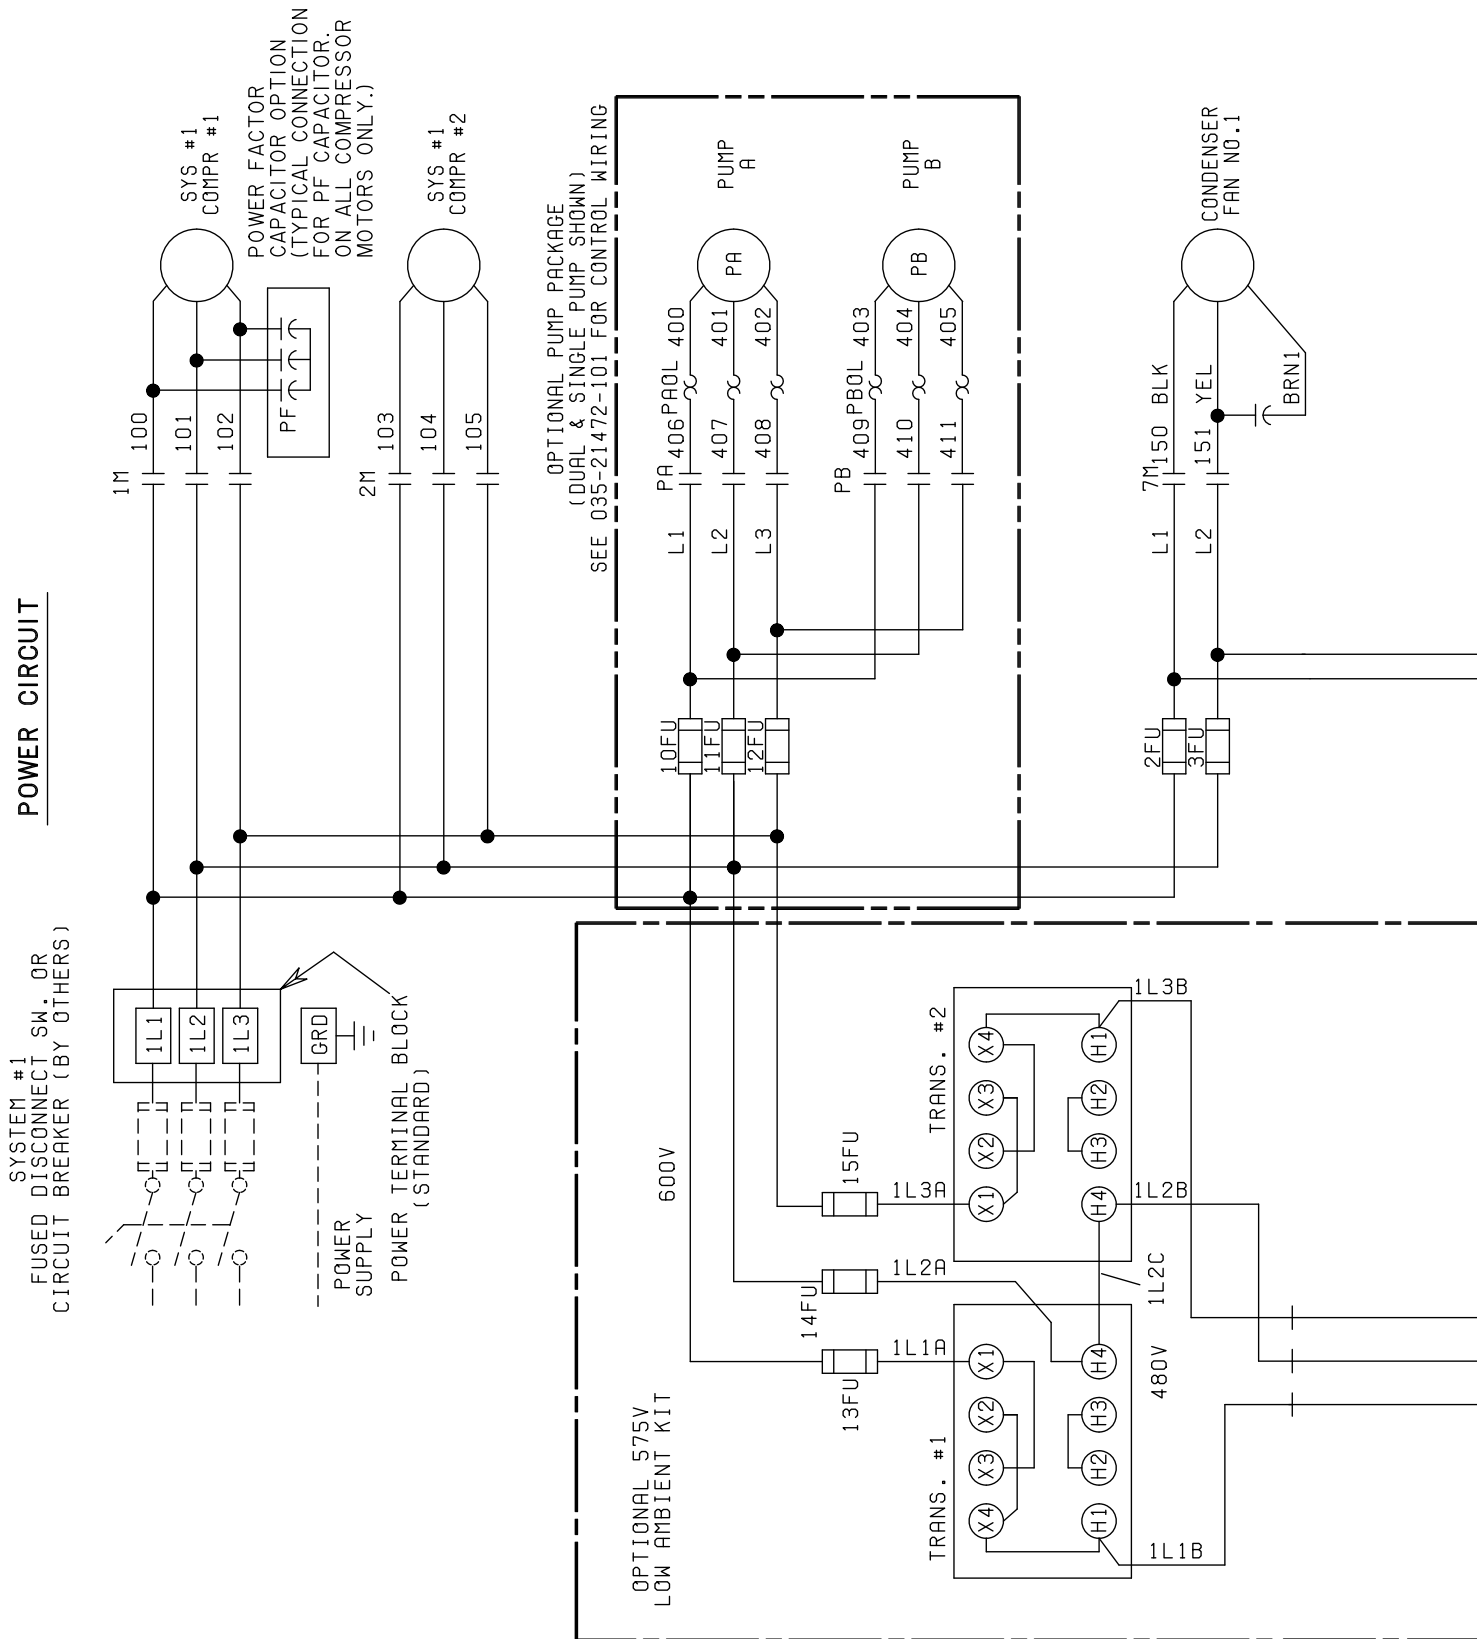 POWER CIRCUIT
SYSTEM #1
FUSED DISCONNECT SW. OR
CIRCUIT BREAKER (BY OTHERS)
1L1
1L2
1L3
GRD
POWER
SUPPLY
POWER TERMINAL BLOCK
(STANDARD)
1M
100
101
102
PF
SYS #1
COMPR #1
POWER FACTOR
CAPACITOR OPTION
(TYPICAL CONNECTION
FOR PF CAPACITOR.
ON ALL COMPRESSOR
MOTORS ONLY.)
2M
103
104
105
SYS #1
COMPR #2
OPTIONAL PUMP PACKAGE
(DUAL & SINGLE PUMP SHOWN)
SEE 035-21472-101 FOR CONTROL WIRING
10FU
11FU
12FU
L1
L2
L3
PA
406
407
408
PAOL
400
401
402
PA
PUMP
A
PB
409
410
411
PBOL
403
404
405
PB
PUMP
B
2FU
3FU
L1
L2
7M
150
BLK
151
YEL
BRN1
CONDENSER
FAN NO.1
OPTIONAL 575V
LOW AMBIENT KIT
600V
13FU
14FU
15FU
1L1A
1L2A
1L3A
TRANS. #1
X4
X3
X2
X1
H1
H2
H3
H4
TRANS. #2
X1
X2
X3
X4
H4
H3
H2
H1
480V
1L2C
1L1B
1L2B
1L3B